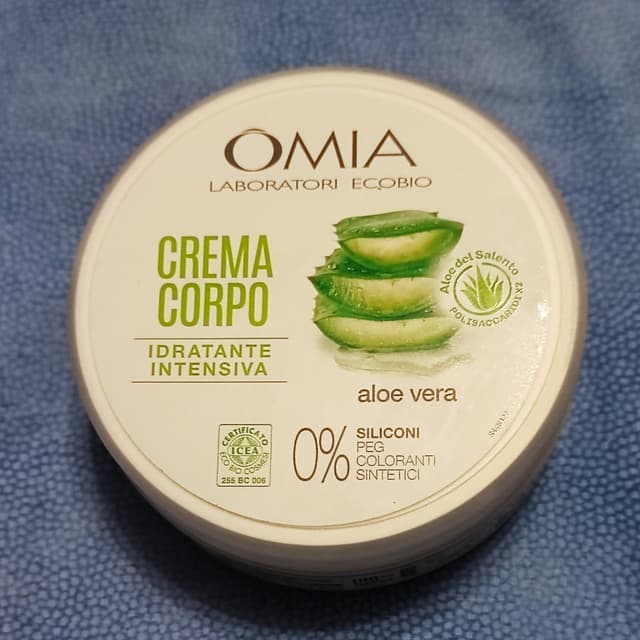 ÔMIA
LABORATORI ECOBIO
CREMA
CORPO
IDRATANTE
INTENSIVA
Aloe del Salento
POLISACCARIDI X2
aloe vera
CERTIFICATO
ICEA
ECO BIO COSMESI
255 BC 006
0% SILICONI
PEG
COLORANTI
SINTETICI